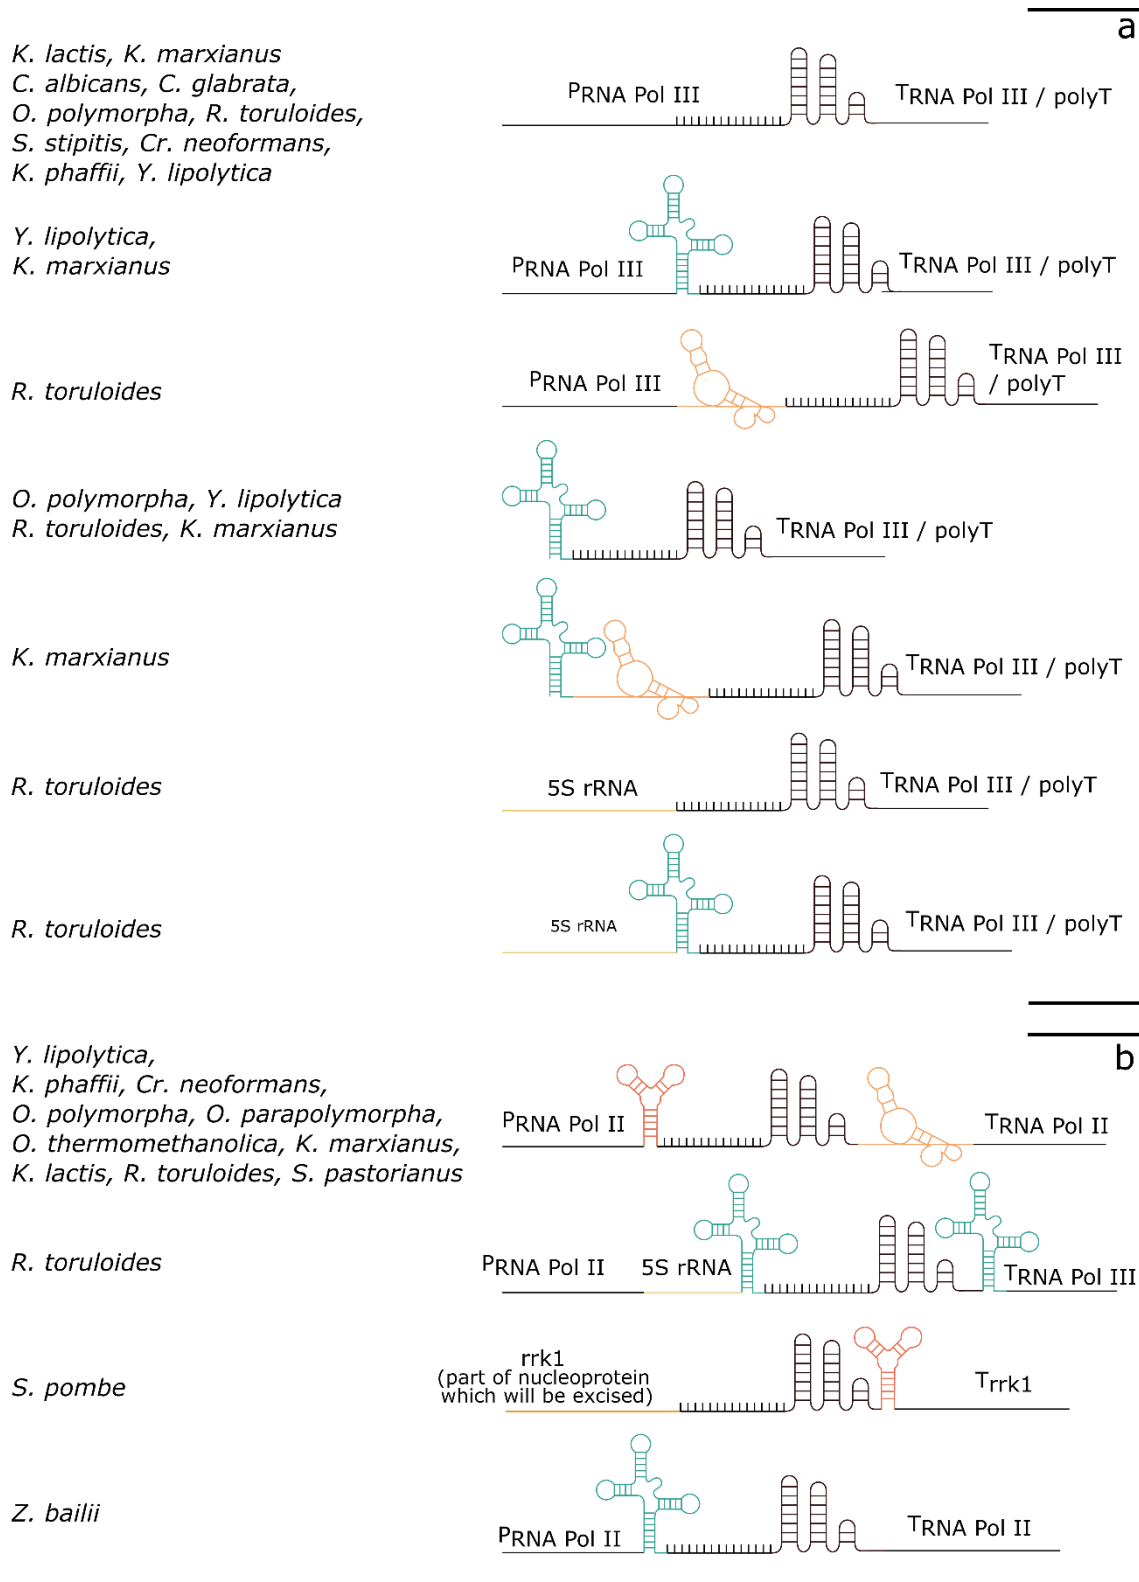 a
K. lactis, K. marxianus
C. albicans, C. glabrata,
O. polymorpha, R. toruloides,
S. stipitis, Cr. neoformans,
K. phaffii, Y. lipolytica
PRNA Pol III
TRNA Pol III / polyT
Y. lipolytica,
K. marxianus
PRNA Pol III
TRNA Pol III / polyT
R. toruloides
PRNA Pol III
TRNA Pol III
/ polyT
O. polymorpha, Y. lipolytica
R. toruloides, K. marxianus
TRNA Pol III / polyT
K. marxianus
TRNA Pol III / polyT
R. toruloides
5S rRNA
TRNA Pol III / polyT
R. toruloides
5S rRNA
TRNA Pol III / polyT
b
Y. lipolytica,
K. phaffii, Cr. neoformans,
O. polymorpha, O. parapolymorpha,
O. thermomethanolica, K. marxianus,
K. lactis, R. toruloides, S. pastorianus
PRNA Pol II
TRNA Pol II
R. toruloides
PRNA Pol II
5S rRNA
TRNA Pol III
S. pombe
rrk1
(part of nucleoprotein
which will be excised)
Trrk1
Z. bailii
PRNA Pol II
TRNA Pol II